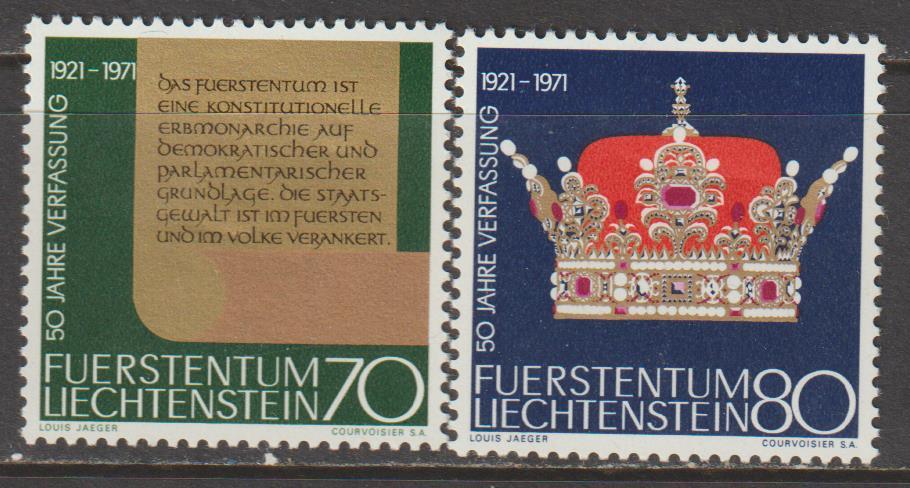 1921-1971
50 JAHRE VERFASSUNG
DAS FUERSTENTUM IST
EINE KONSTITUTIONELLE
ERBMONARCHIE AUF
DEMOKRATISCHER UND
PARLAMENTARISCHER
GRUNDLAGE. DIE STAATS-
GEWALT IST IM FUERSTEN
UND IM VOLKE VERANKERT.
FUERSTENTUM
LIECHTENSTEIN 70
LOUIS JAEGER
COURVOISIER S.A.
1921-1971
50 JAHRE VERFASSUNG
FUERSTENTUM
LIECHTENSTEIN 80
LOUIS JAEGER
COURVOISIER S.A.